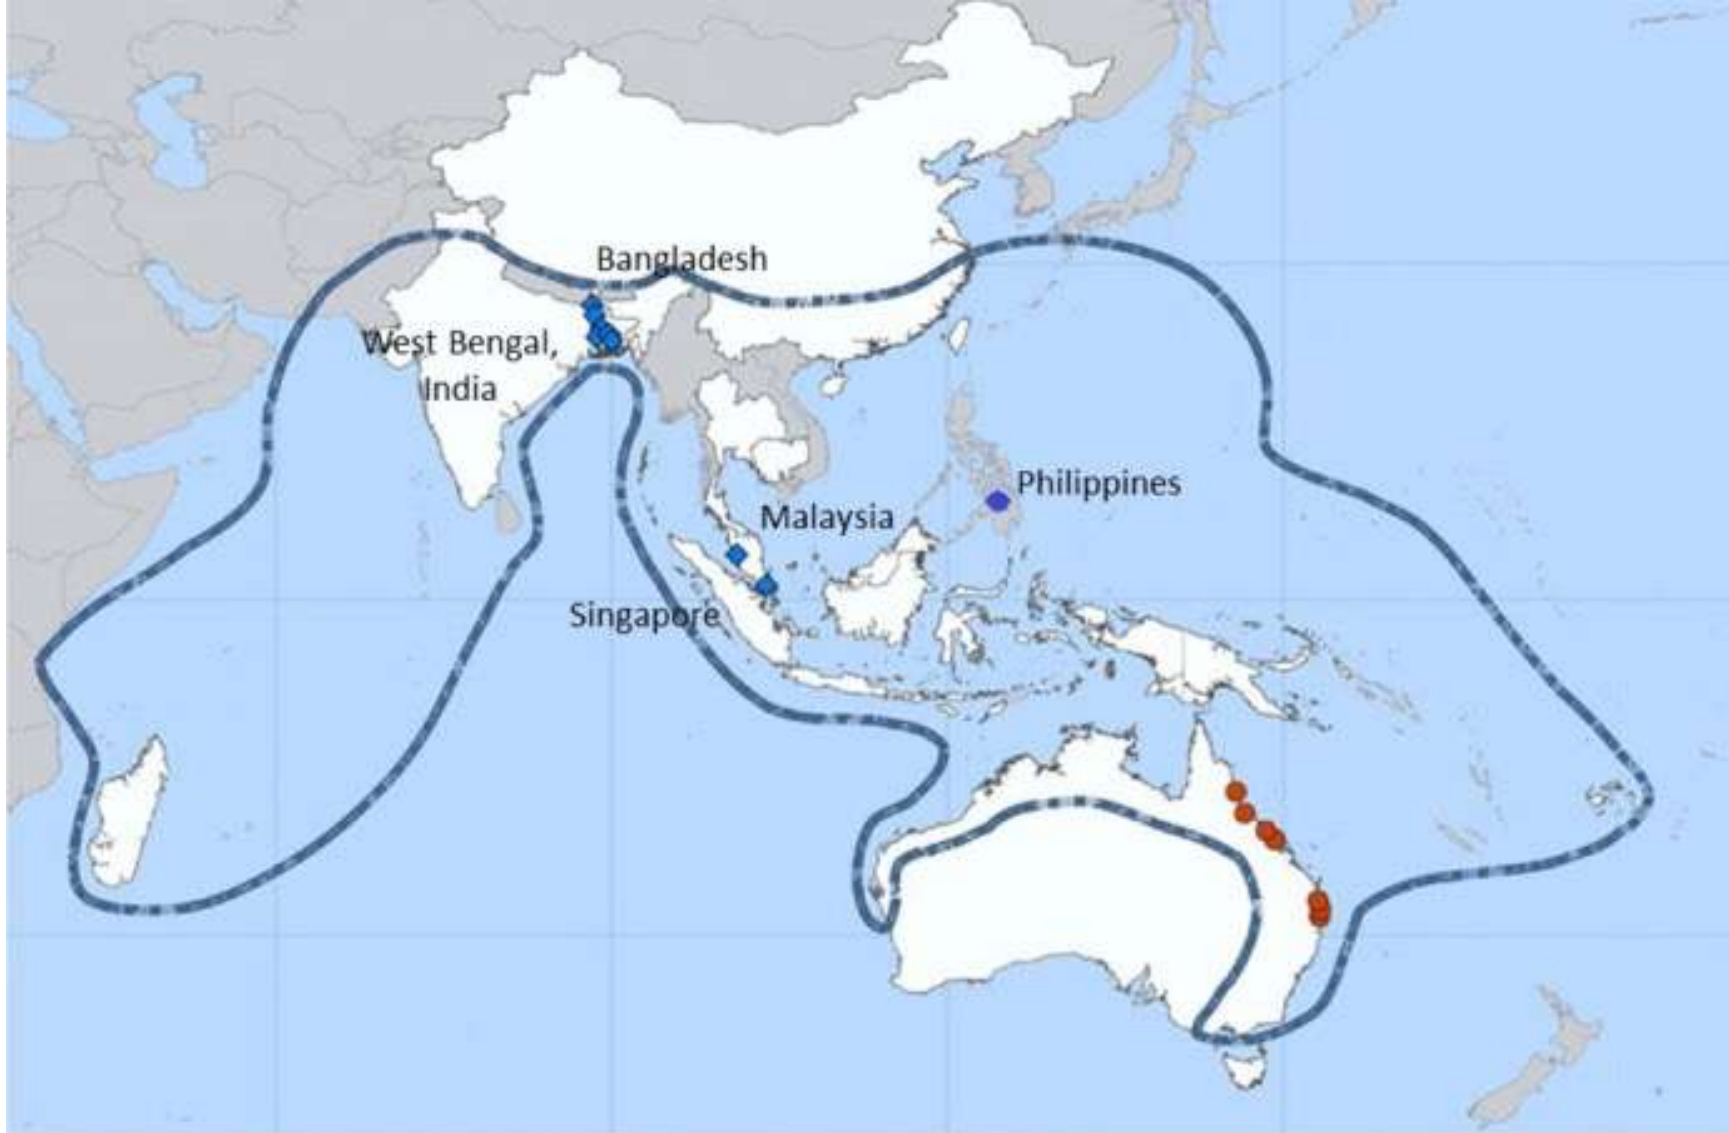 Bangladesh
West Bengal,
India
Philippines
Malaysia
Singapore